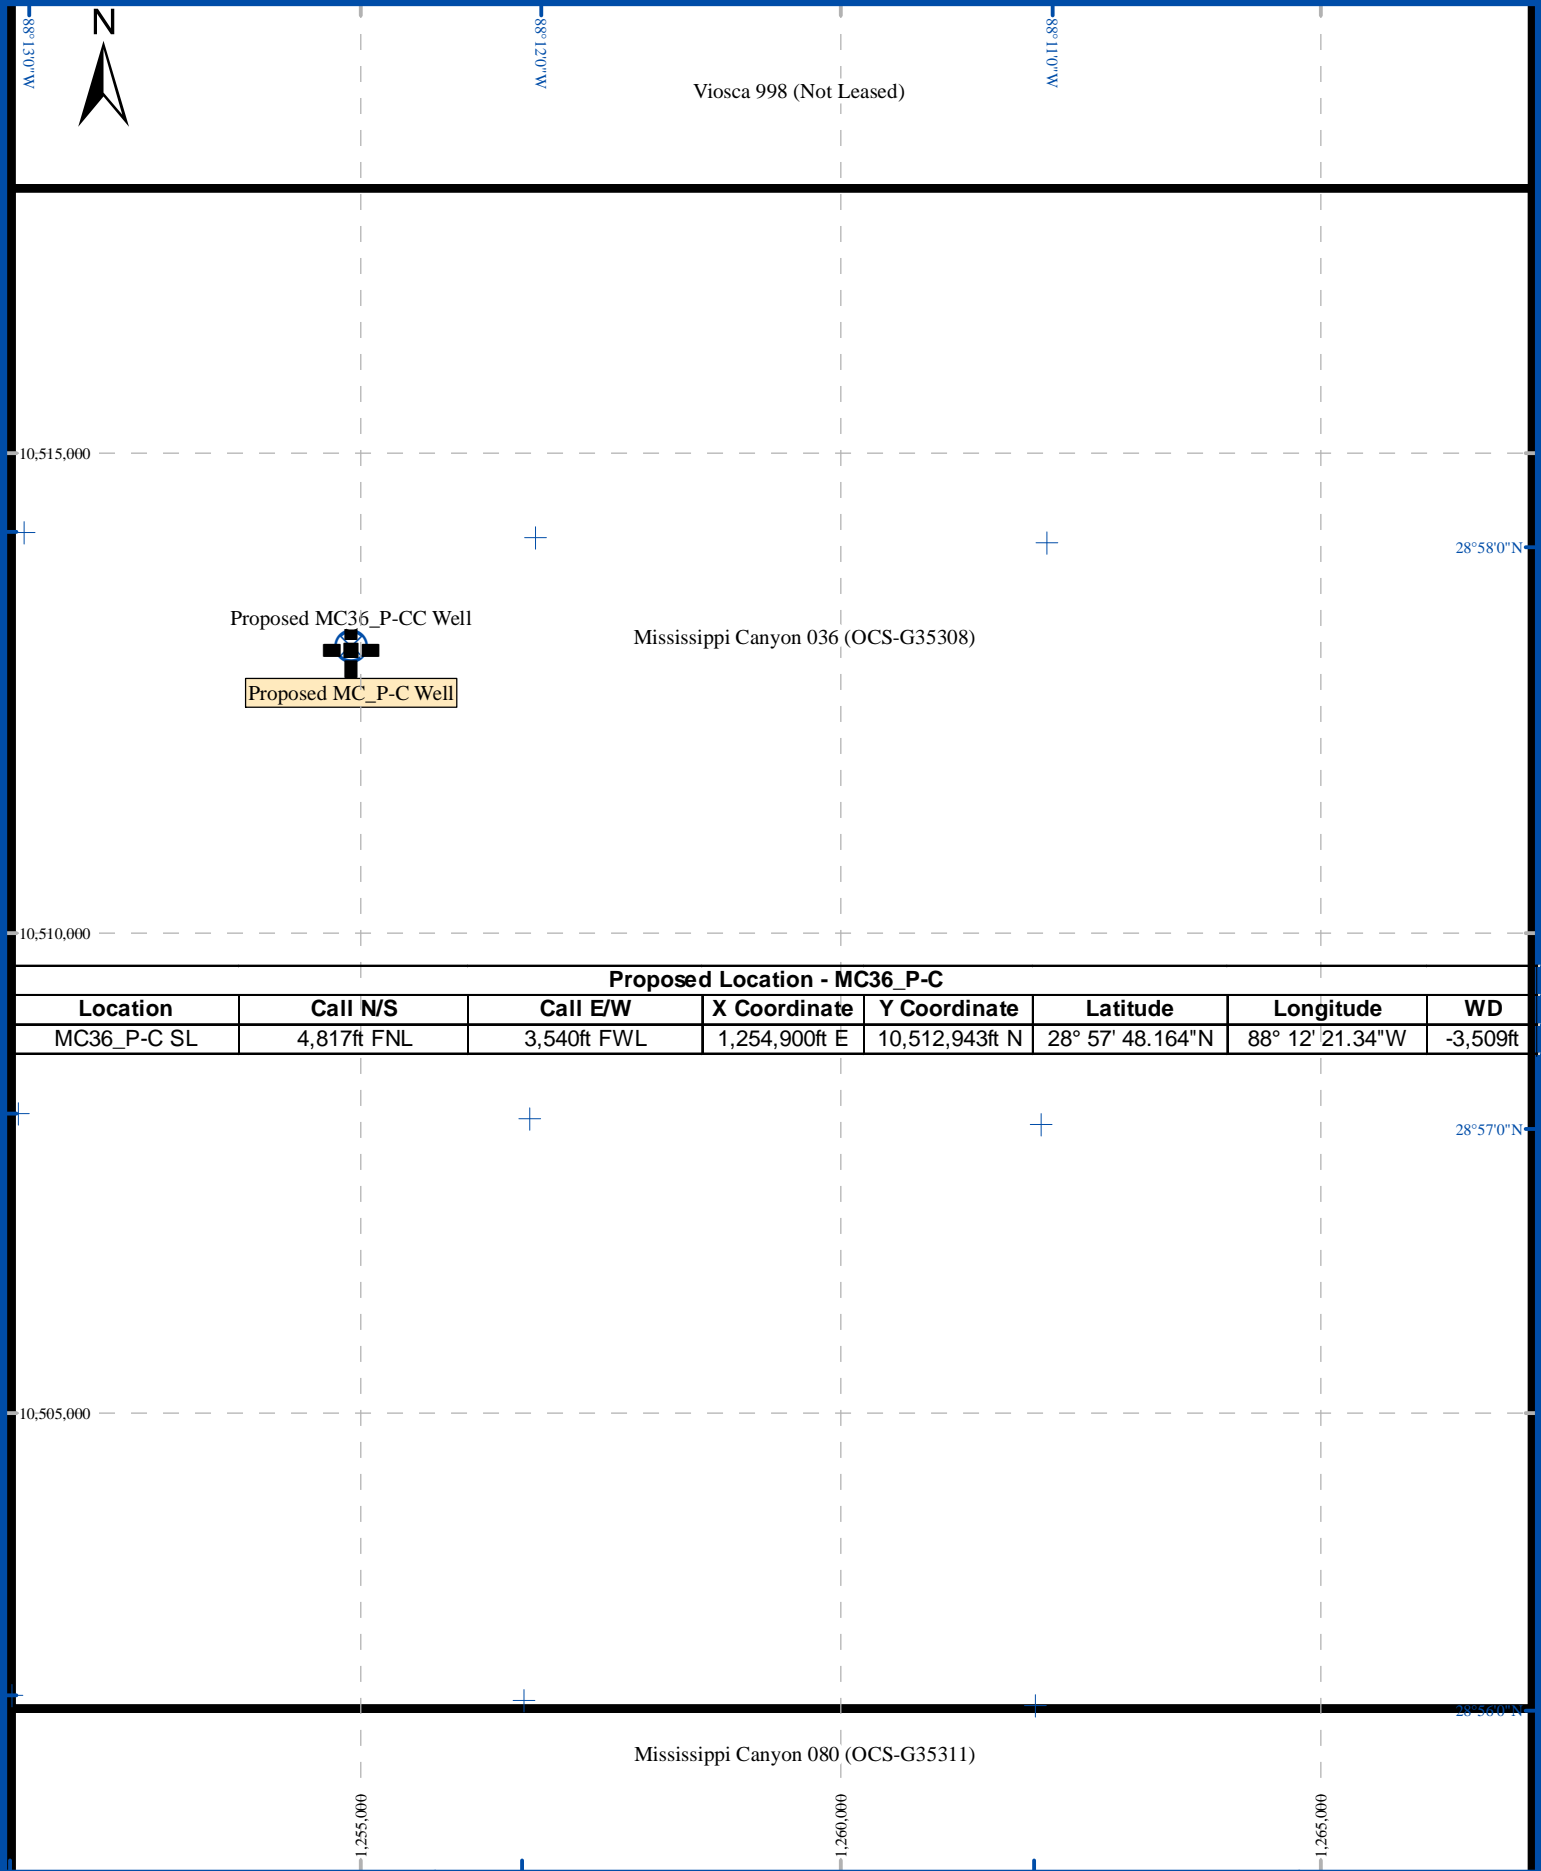 88°13'0"W
N
88°12'0"W
88°11'0"W
Viosca 998 (Not Leased)
10,515,000
28°58'0"N
Proposed MC36_P-CC Well
Mississippi Canyon 036 (OCS-G35308)
Proposed MC_P-C Well
10,510,000
Proposed Location - MC36_P-C
Location Call N/S Call E/W X Coordinate Y Coordinate Latitude Longitude WD
MC36_P-C SL 4,817ft FNL 3,540ft FWL 1,254,900ft E 10,512,943ft N 28° 57' 48.164"N 88° 12' 21.34"W -3,509ft
28°57'0"N
10,505,000
28°56'0"N
Mississippi Canyon 080 (OCS-G35311)
1,255,000
1,260,000
1,265,000